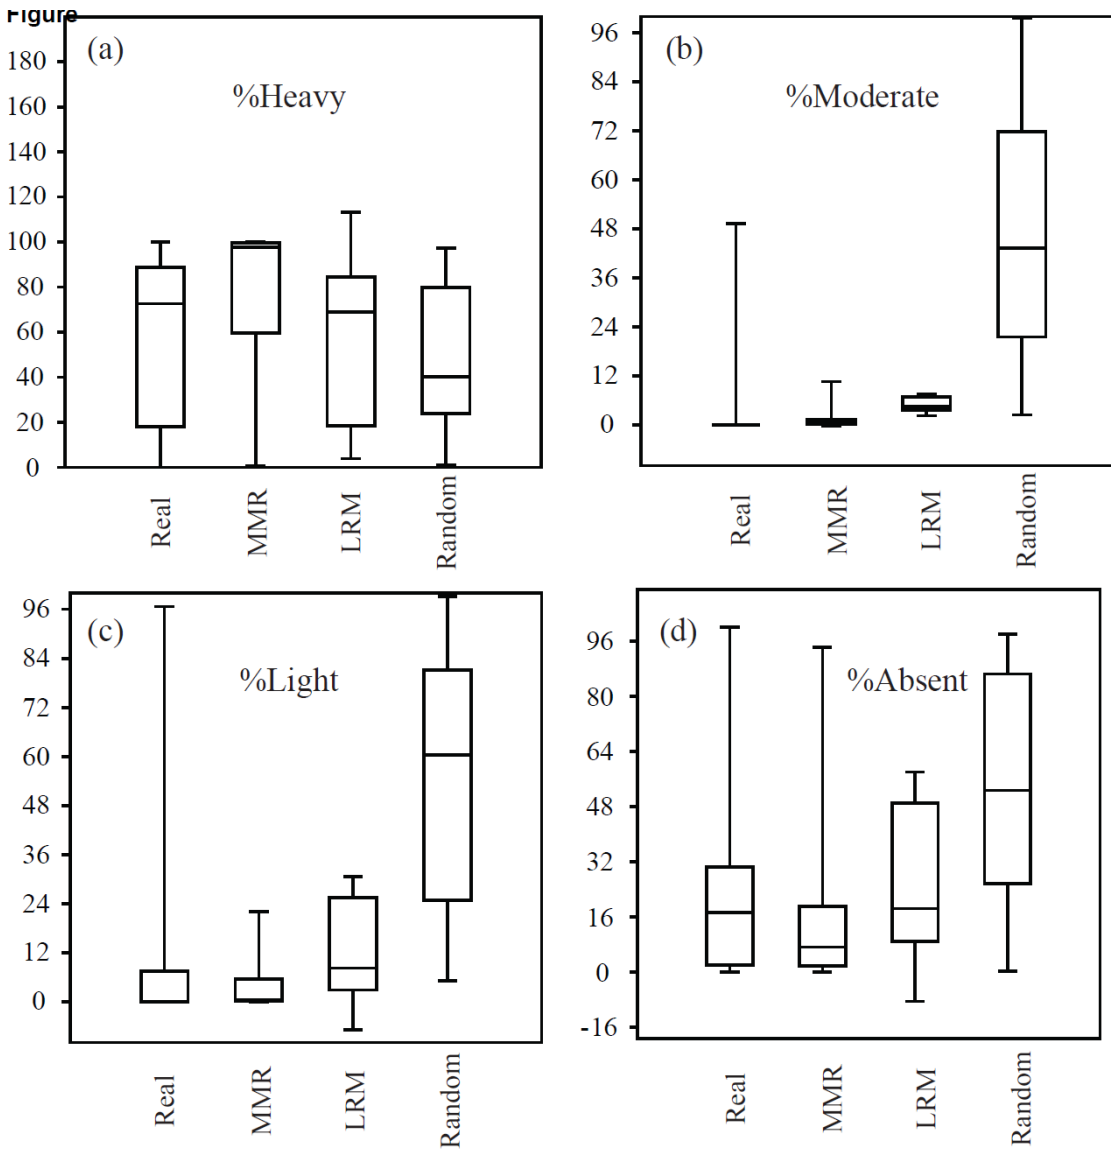 Figure
(a)
%Heavy
180
160
140
120
100
80
60
40
20
0
Real
MMR
LRM
Random
(b)
%Moderate
96
84
72
60
48
36
24
12
0
Real
MMR
LRM
Random
(c)
%Light
96
84
72
60
48
36
24
12
0
Real
MMR
LRM
Random
(d)
%Absent
96
80
64
48
32
16
0
-16
Real
MMR
LRM
Random